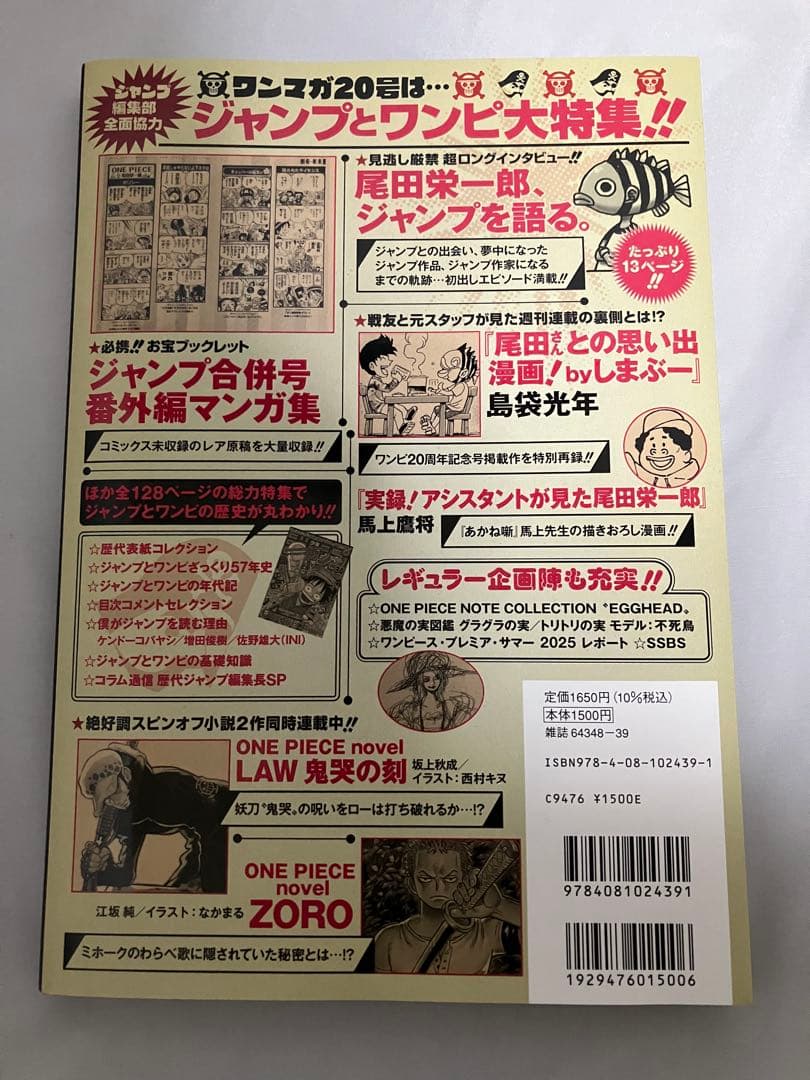 ジャンプ
編集部
全面協力
ワンマガ20号は…
ジャンプとワンピ大特集!!
★見逃し厳禁 超ロングインタビュー!!
尾田栄一郎、
ジャンプを語る。
ジャンプとの出会い、夢中になった
ジャンプ作品、ジャンプ作家になる
までの軌跡…初出しエピソード満載!!
たっぷり
13ページ
!!
ONE PIECE
★必携!! お宝ブックレット
ジャンプ合併号
番外編マンガ集
コミックス未収録のレア原稿を大量収録!!
★戦友と元スタッフが見た週刊連載の裏側とは!?
『尾田さんとの思い出
漫画!byしまぶー』
島袋光年
ワンピ20周年記念号掲載作を特別再録!!
『実録!アシスタントが見た尾田栄一郎』
馬上鷹将
『あかね噺』馬上先生の描きおろし漫画!!
ほか全128ページの総力特集で
ジャンプとワンピの歴史が丸わかり!!
☆歴代表紙コレクション
☆ジャンプとワンピざっくり57年史
☆ジャンプとワンピの年代記
☆目次コメントセレクション
☆僕がジャンプを読む理由
ケンドーコバヤシ/増田俊樹/佐野雄大(INI)
☆ジャンプとワンピの基礎知識
☆コラム通信 歴代ジャンプ編集長SP
レギュラー企画陣も充実!!
☆ONE PIECE NOTE COLLECTION〝EGGHEAD〟
☆悪魔の実図鑑 グラグラの実/トリトリの実 モデル:不死鳥
☆ワンピース・プレミア・サマー 2025 レポート ☆SSBS
★絶好調スピンオフ小説2作同時連載中!!
ONE PIECE novel
LAW 鬼哭の刻
坂上秋成/
イラスト:西村キヌ
妖刀〝鬼哭〟の呪いをローは打ち破れるか…!?
ONE PIECE
novel
ZORO
江坂 純/イラスト:なかまる
ミホークのわらべ歌に隠されていた秘密とは…!?
定価1650円(10%税込)
本体1500円
雑誌 64348-39
ISBN978-4-08-102439-1
C9476 ¥1500E
9784081024391
1929476015006